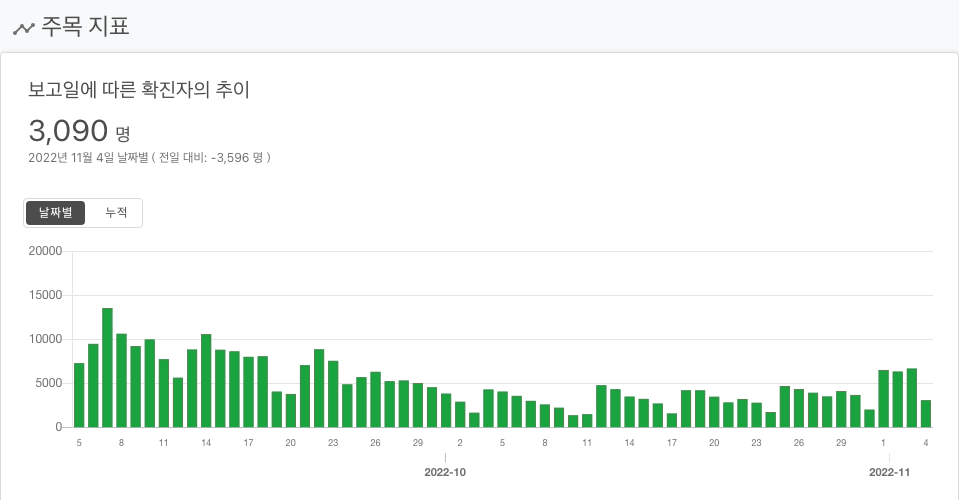 주목 지표
보고일에 따른 확진자의 추이
3,090 명
2022년 11월 4일 날짜별 ( 전일 대비: -3,596 명 )
날짜별 누적
20000
15000
10000
5000
0
5 8 11 14 17 20 23 26 29 2 5 8 11 14 17 20 23 26 29 1 4
2022-10 2022-11